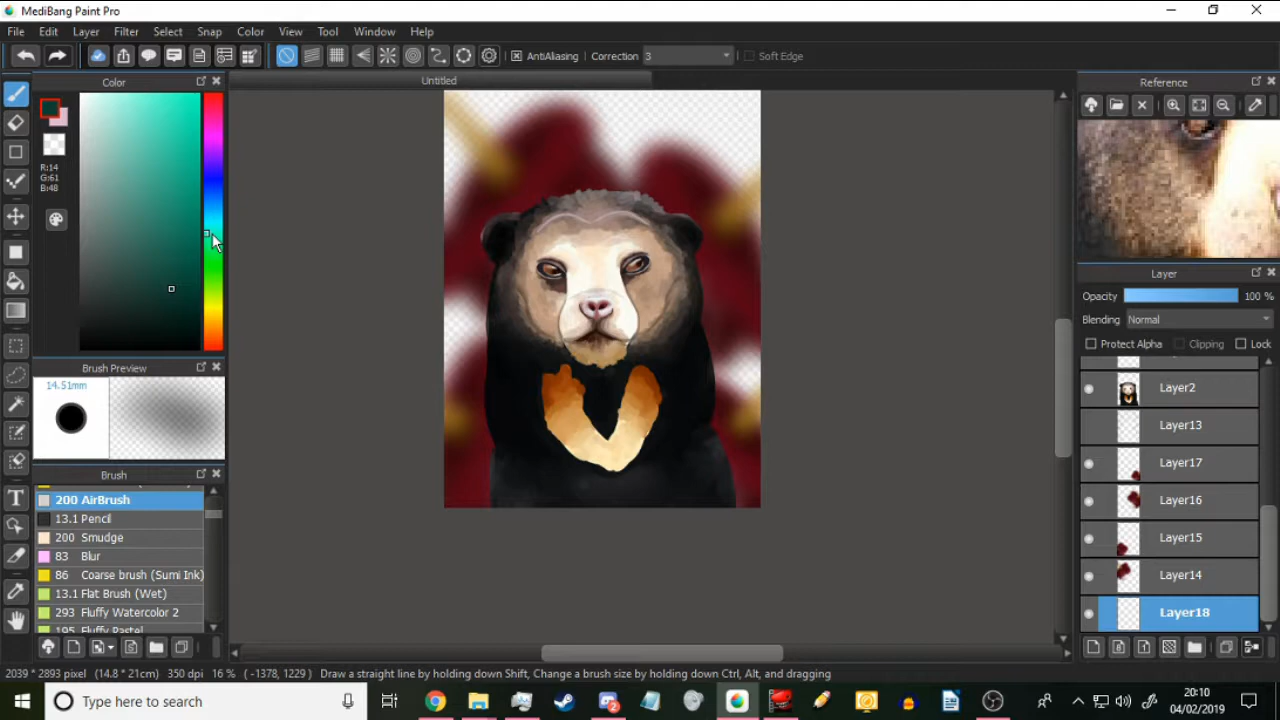 MediBang Paint Pro
File Edit Layer Filter Select Snap Color View Tool Window Help
AntiAliasing Correction 3 Soft Edge
Color
Untitled
Reference
R:14
G:61
B:48
Brush Preview
14.51mm
Brush
200 AirBrush
13.1 Pencil
200 Smudge
83 Blur
86 Coarse brush (Sumi Ink)
13.1 Flat Brush (Wet)
293 Fluffy Watercolor 2
195 Fluffy Pastel
Layer
Opacity 100 %
Blending Normal
Protect Alpha Clipping Lock
Layer2
Layer13
Layer17
Layer16
Layer15
Layer14
Layer18
2039 * 2893 pixel (14.8 * 21cm) 350 dpi 16 % ( -1378, 1229 ) Draw a straight line by holding down Shift, Change a brush size by holding down Ctrl, Alt, and dragging
Type here to search
20:10
04/02/2019